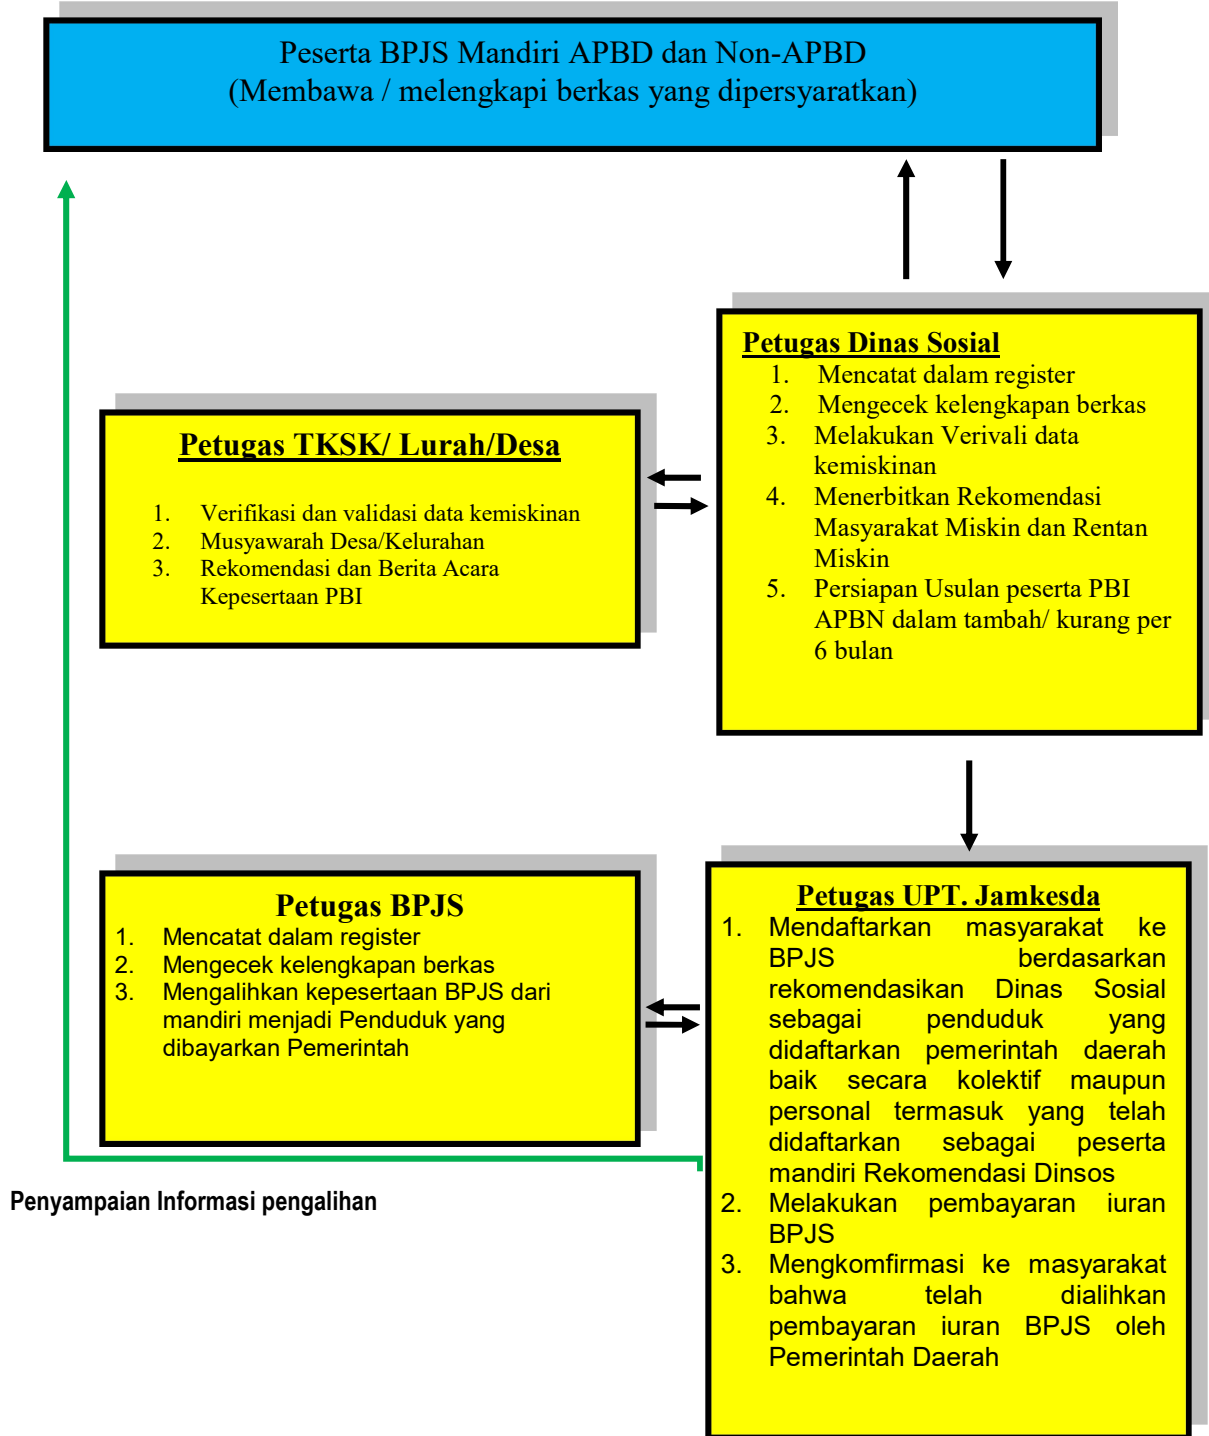 Peserta BPJS Mandiri APBD dan Non-APBD
(Membawa / melengkapi berkas yang dipersyaratkan)
Petugas Dinas Sosial
1. Mencatat dalam register
2. Mengecek kelengkapan berkas
3. Melakukan Verivali data
kemiskinan
4. Menerbitkan Rekomendasi
Masyarakat Miskin dan Rentan
Miskin
5. Persiapan Usulan peserta PBI
APBN dalam tambah/ kurang per
6 bulan
Petugas TKSK/ Lurah/Desa
1. Verifikasi dan validasi data kemiskinan
2. Musyawarah Desa/Kelurahan
3. Rekomendasi dan Berita Acara
Kepesertaan PBI
Petugas BPJS
1. Mencatat dalam register
2. Mengecek kelengkapan berkas
3. Mengalihkan kepesertaan BPJS dari
mandiri menjadi Penduduk yang
dibayarkan Pemerintah
Petugas UPT. Jamkesda
1. Mendaftarkan masyarakat ke
BPJS berdasarkan
rekomendasikan Dinas Sosial
sebagai penduduk yang
didaftarkan pemerintah daerah
baik secara kolektif maupun
personal termasuk yang telah
didaftarkan sebagai peserta
mandiri Rekomendasi Dinsos
2. Melakukan pembayaran iuran
BPJS
3. Mengkomfirmasi ke masyarakat
bahwa telah dialihkan
pembayaran iuran BPJS oleh
Pemerintah Daerah
Penyampaian Informasi pengalihan